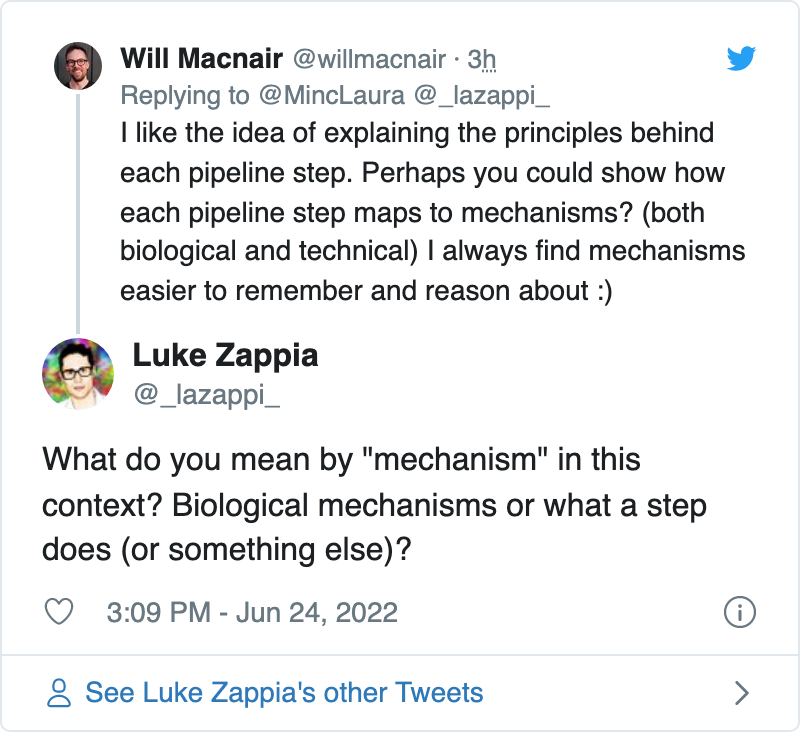 Will Macnair @willmacnair · 3h
Replying to @MincLaura @_lazappi_
I like the idea of explaining the principles behind
each pipeline step. Perhaps you could show how
each pipeline step maps to mechanisms? (both
biological and technical) I always find mechanisms
easier to remember and reason about :)
Luke Zappia
@_lazappi_
What do you mean by "mechanism" in this
context? Biological mechanisms or what a step
does (or something else)?
3:09 PM - Jun 24, 2022
See Luke Zappia's other Tweets